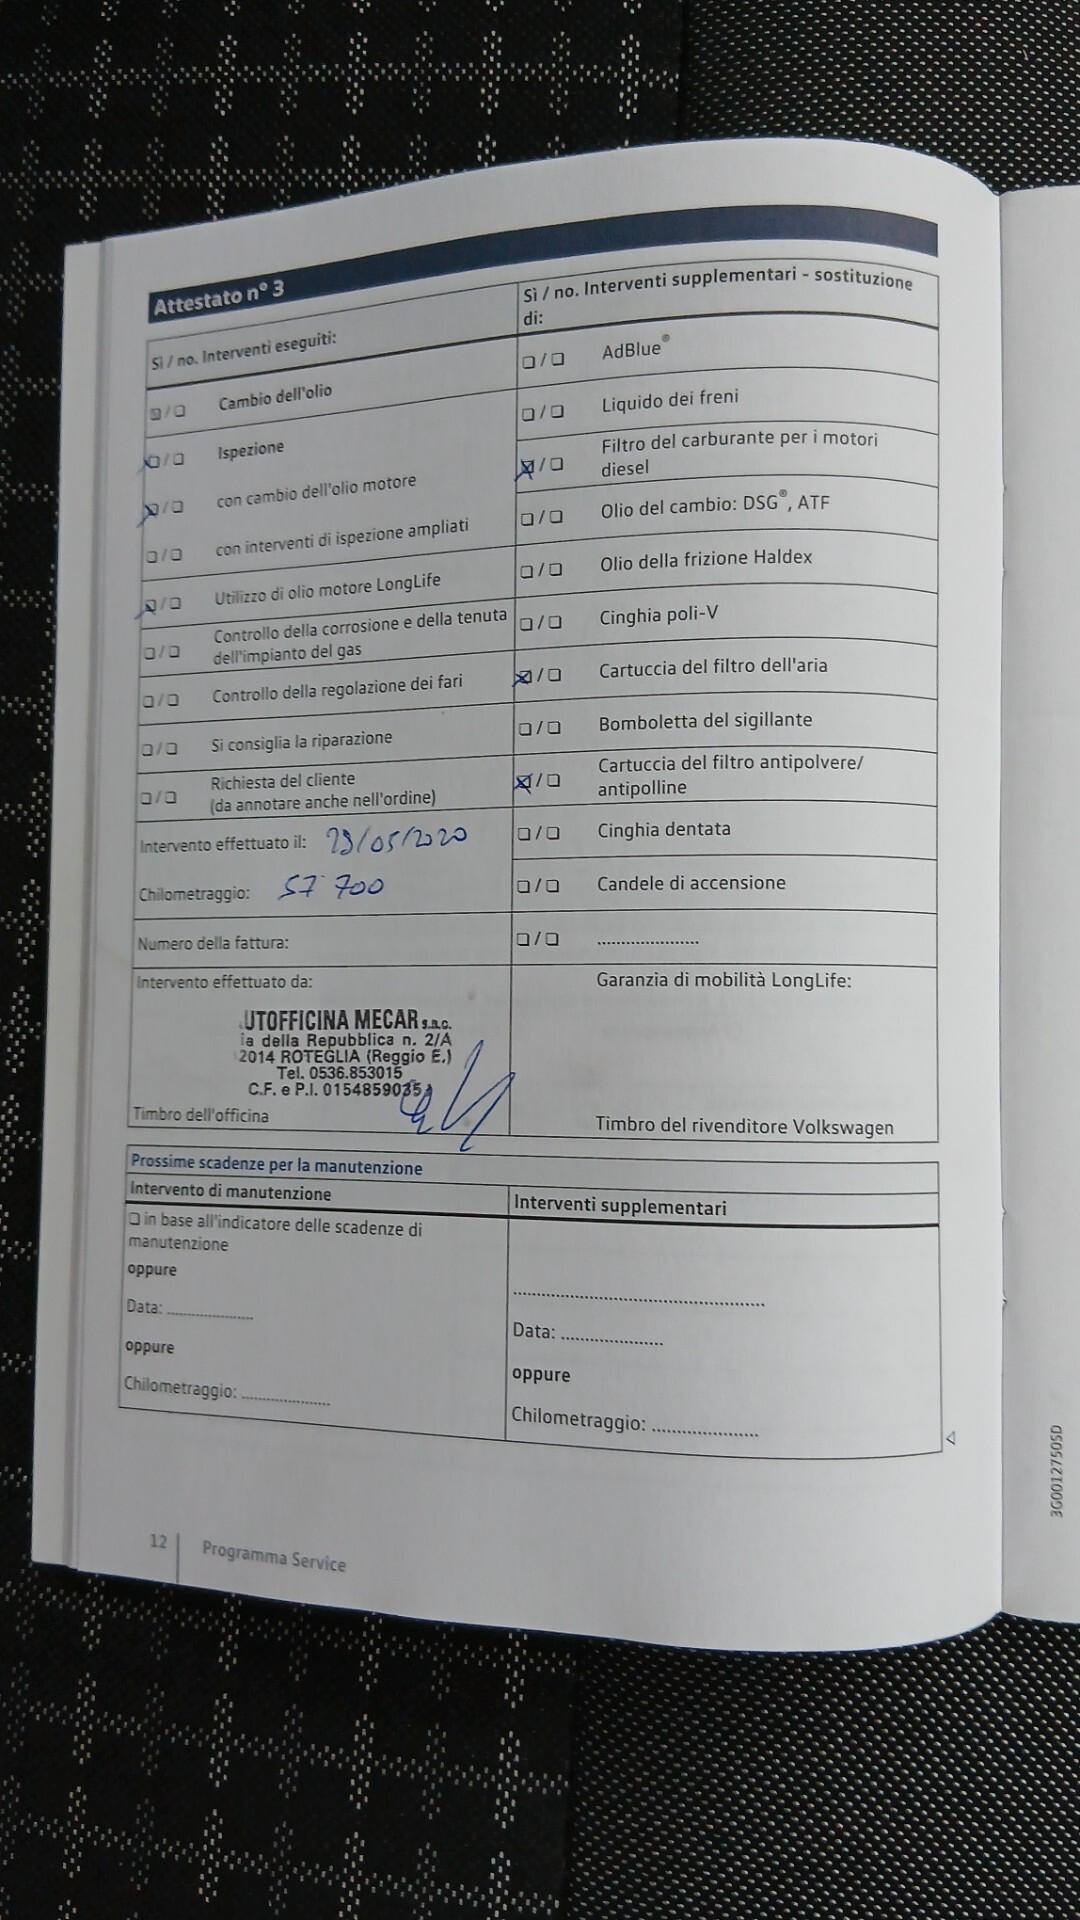 Attestato n° 3
Sì / no. Interventi eseguiti:
❏ / ❏ Cambio dell'olio
☒ / ❏ Ispezione
☒ / ❏ con cambio dell'olio motore
❏ / ❏ con interventi di ispezione ampliati
☒ / ❏ Utilizzo di olio motore LongLife
❏ / ❏ Controllo della corrosione e della tenuta
dell'impianto del gas
❏ / ❏ Controllo della regolazione dei fari
❏ / ❏ Si consiglia la riparazione
❏ / ❏ Richiesta del cliente
(da annotare anche nell'ordine)
Intervento effettuato il: 29/05/2020
Chilometraggio: 57 700
Numero della fattura:
Intervento effettuato da:
UTOFFICINA MECAR s.n.c.
ia della Repubblica n. 2/A
2014 ROTEGLIA (Reggio E.)
Tel. 0536.853015
C.F. e P.I. 0154859035
Timbro dell'officina
Sì / no. Interventi supplementari - sostituzione
di:
❏ / ❏ AdBlue®
❏ / ❏ Liquido dei freni
☒ / ❏ Filtro del carburante per i motori
diesel
❏ / ❏ Olio del cambio: DSG®, ATF
❏ / ❏ Olio della frizione Haldex
❏ / ❏ Cinghia poli-V
☒ / ❏ Cartuccia del filtro dell'aria
❏ / ❏ Bomboletta del sigillante
☒ / ❏ Cartuccia del filtro antipolvere/
antipolline
❏ / ❏ Cinghia dentata
❏ / ❏ Candele di accensione
❏ / ❏ .....................
Garanzia di mobilità LongLife:
Timbro del rivenditore Volkswagen
Prossime scadenze per la manutenzione
Intervento di manutenzione
❏ in base all'indicatore delle scadenze di
manutenzione
oppure
Data: .....................
oppure
Chilometraggio: .....................
Interventi supplementari
.....................................................
Data: .....................
oppure
Chilometraggio: .....................
12 Programma Service
3G0012750SD